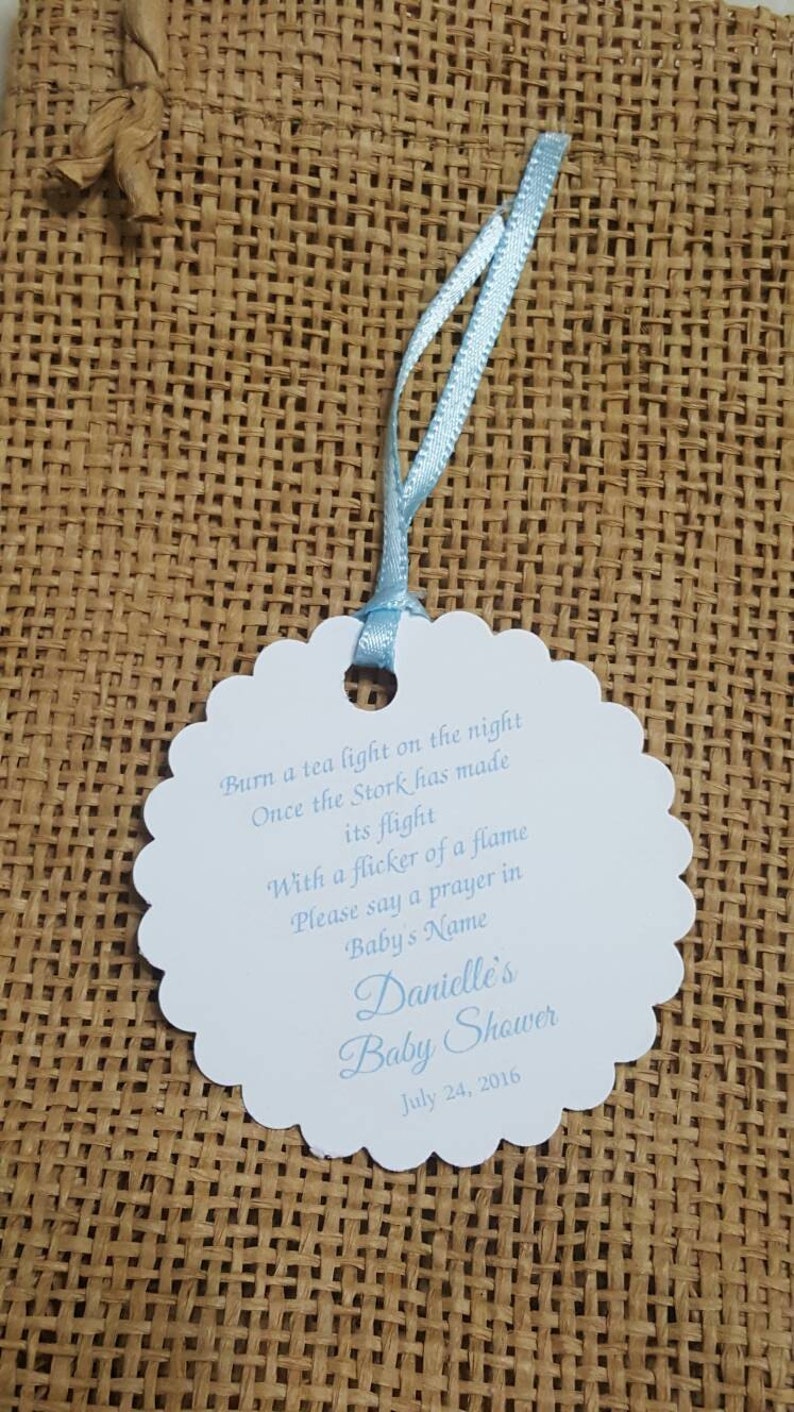 Burn a tea light on the night
Once the Stork has made
its flight
With a flicker of a flame
Please say a prayer in
Baby's Name
Danielle's
Baby Shower
July 24, 2016